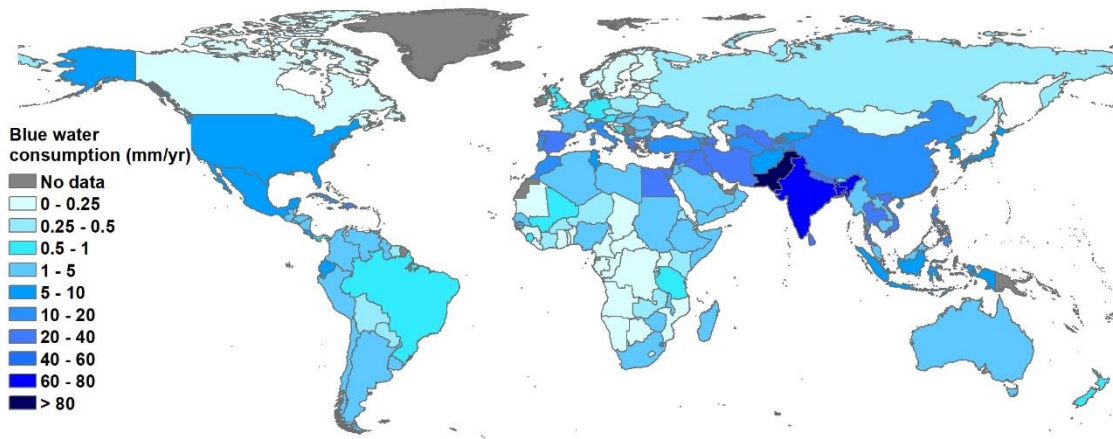 Blue water
consumption (mm/yr)
No data
0 - 0.25
0.25 - 0.5
0.5 - 1
1 - 5
5 - 10
10 - 20
20 - 40
40 - 60
60 - 80
> 80